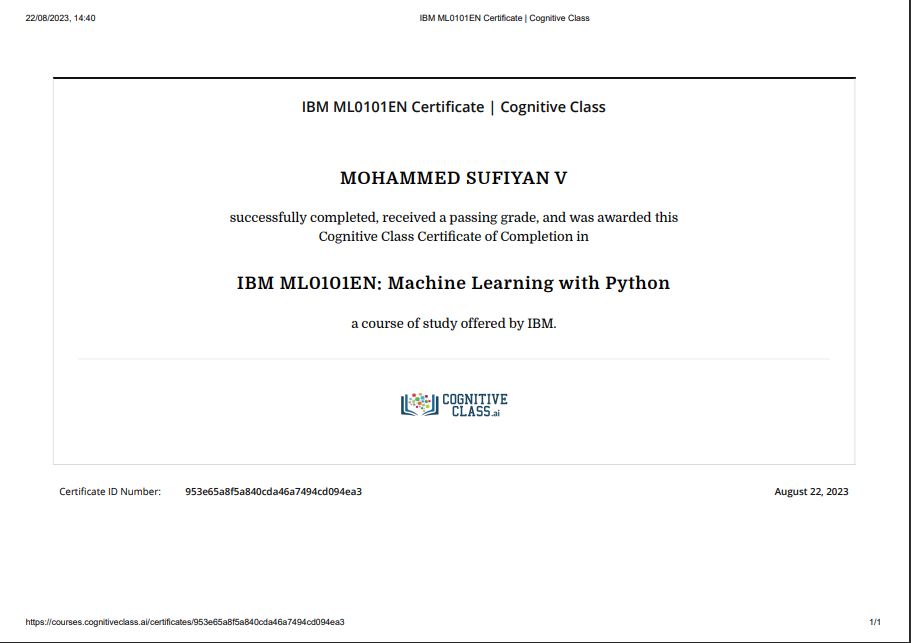 22/08/2023, 14:40
IBM ML0101EN Certificate | Cognitive Class
IBM ML0101EN Certificate | Cognitive Class
MOHAMMED SUFIYAN V
successfully completed, received a passing grade, and was awarded this
Cognitive Class Certificate of Completion in
IBM ML0101EN: Machine Learning with Python
a course of study offered by IBM.
COGNITIVE
CLASS.ai
Certificate ID Number: 953e65a8f5a840cda46a7494cd094ea3
August 22, 2023
https://courses.cognitiveclass.ai/certificates/953e65a8f5a840cda46a7494cd094ea3
1/1